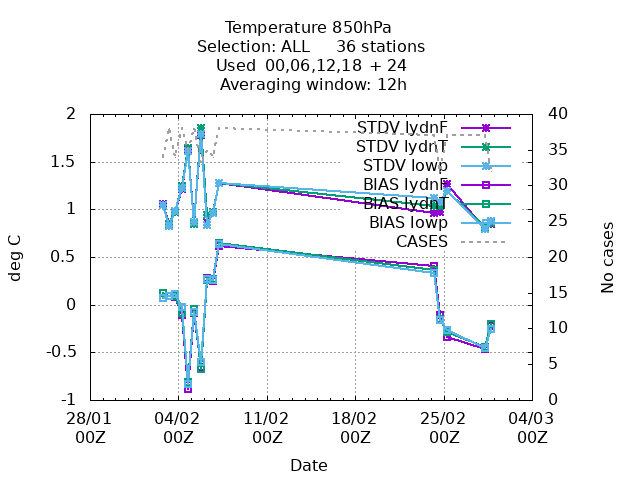 Temperature 850hPa
Selection: ALL 36 stations
Used 00,06,12,18 + 24
Averaging window: 12h
2
1.5
1
0.5
0
-0.5
-1
deg C
40
35
30
25
20
15
10
5
0
No cases
STDV lydnF
STDV lydnT
STDV lowp
BIAS lydnF
BIAS lydnT
BIAS lowp
CASES
28/01 04/02 11/02 18/02 25/02 04/03
00Z 00Z 00Z 00Z 00Z 00Z
Date